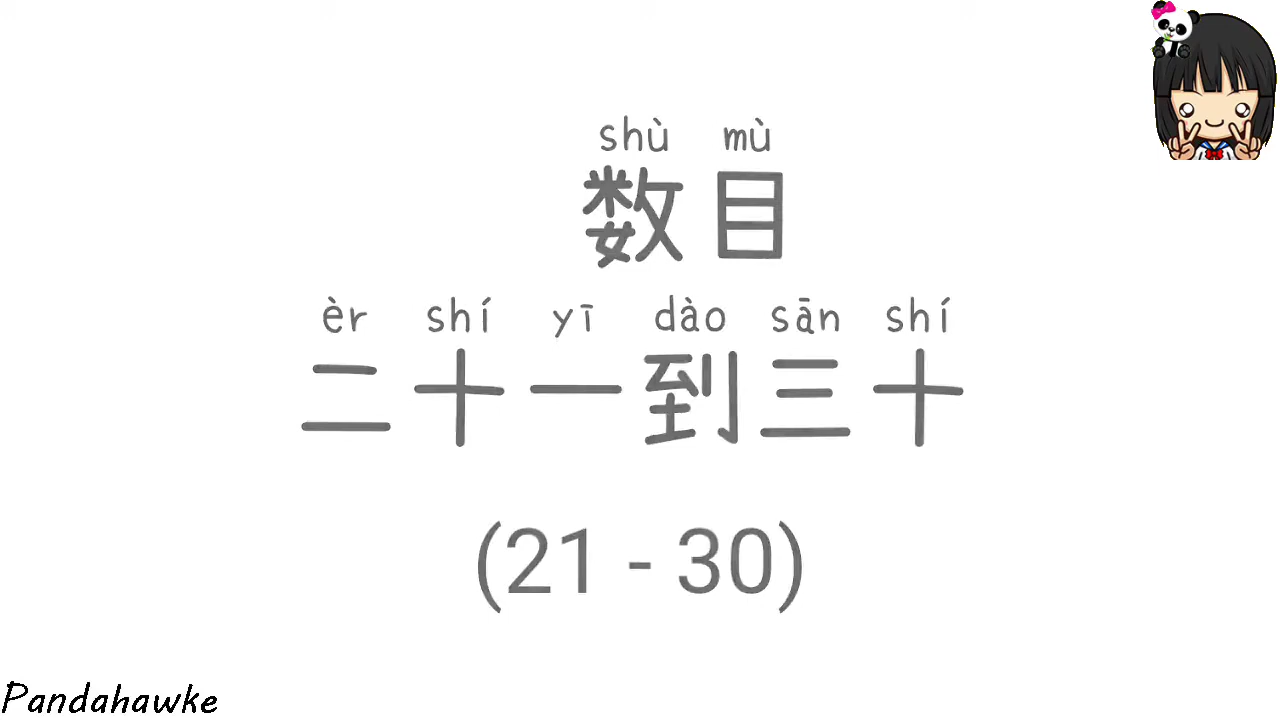 shù mù
数目
èr shí yī dào sān shí
二十一到三十
(21 - 30)
Pandahawke